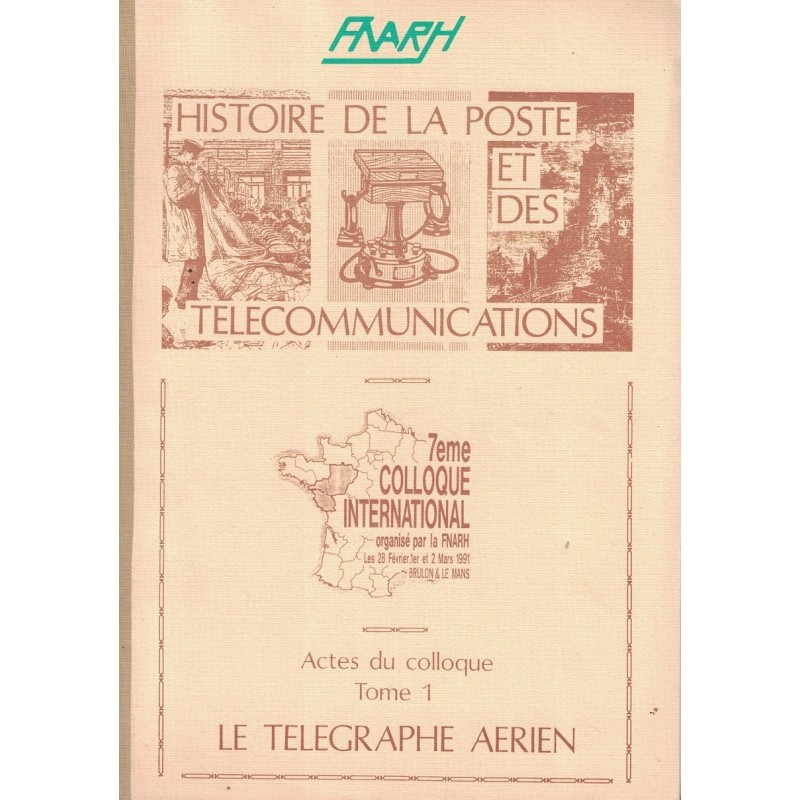 FNARH
HISTOIRE DE LA POSTE
ET
DES
TELECOMMUNICATIONS
7eme
COLLOQUE
INTERNATIONAL
organisé par la FNARH
Les 28 Février,1er et 2 Mars 1991
BRULON & LE MANS
Actes du colloque
Tome 1
LE TELEGRAPHE AERIEN